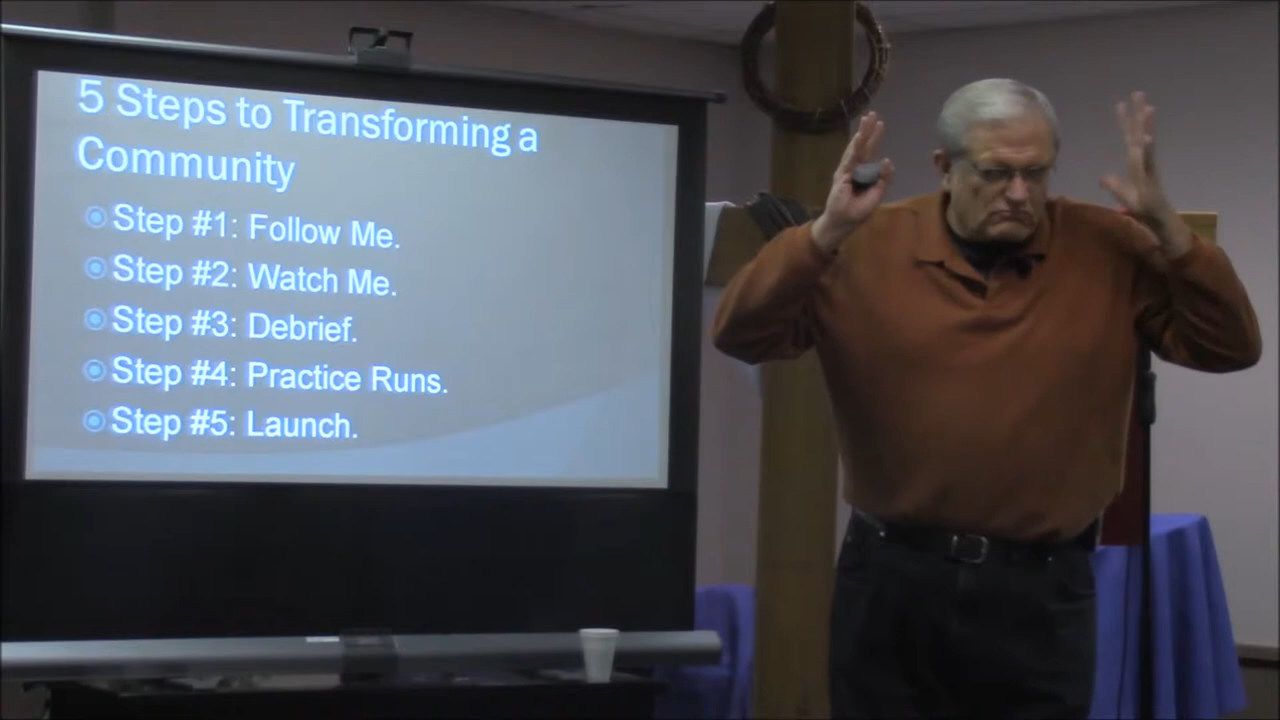 5 Steps to Transforming a
Community
Step #1: Follow Me.
Step #2: Watch Me.
Step #3: Debrief.
Step #4: Practice Runs.
Step #5: Launch.